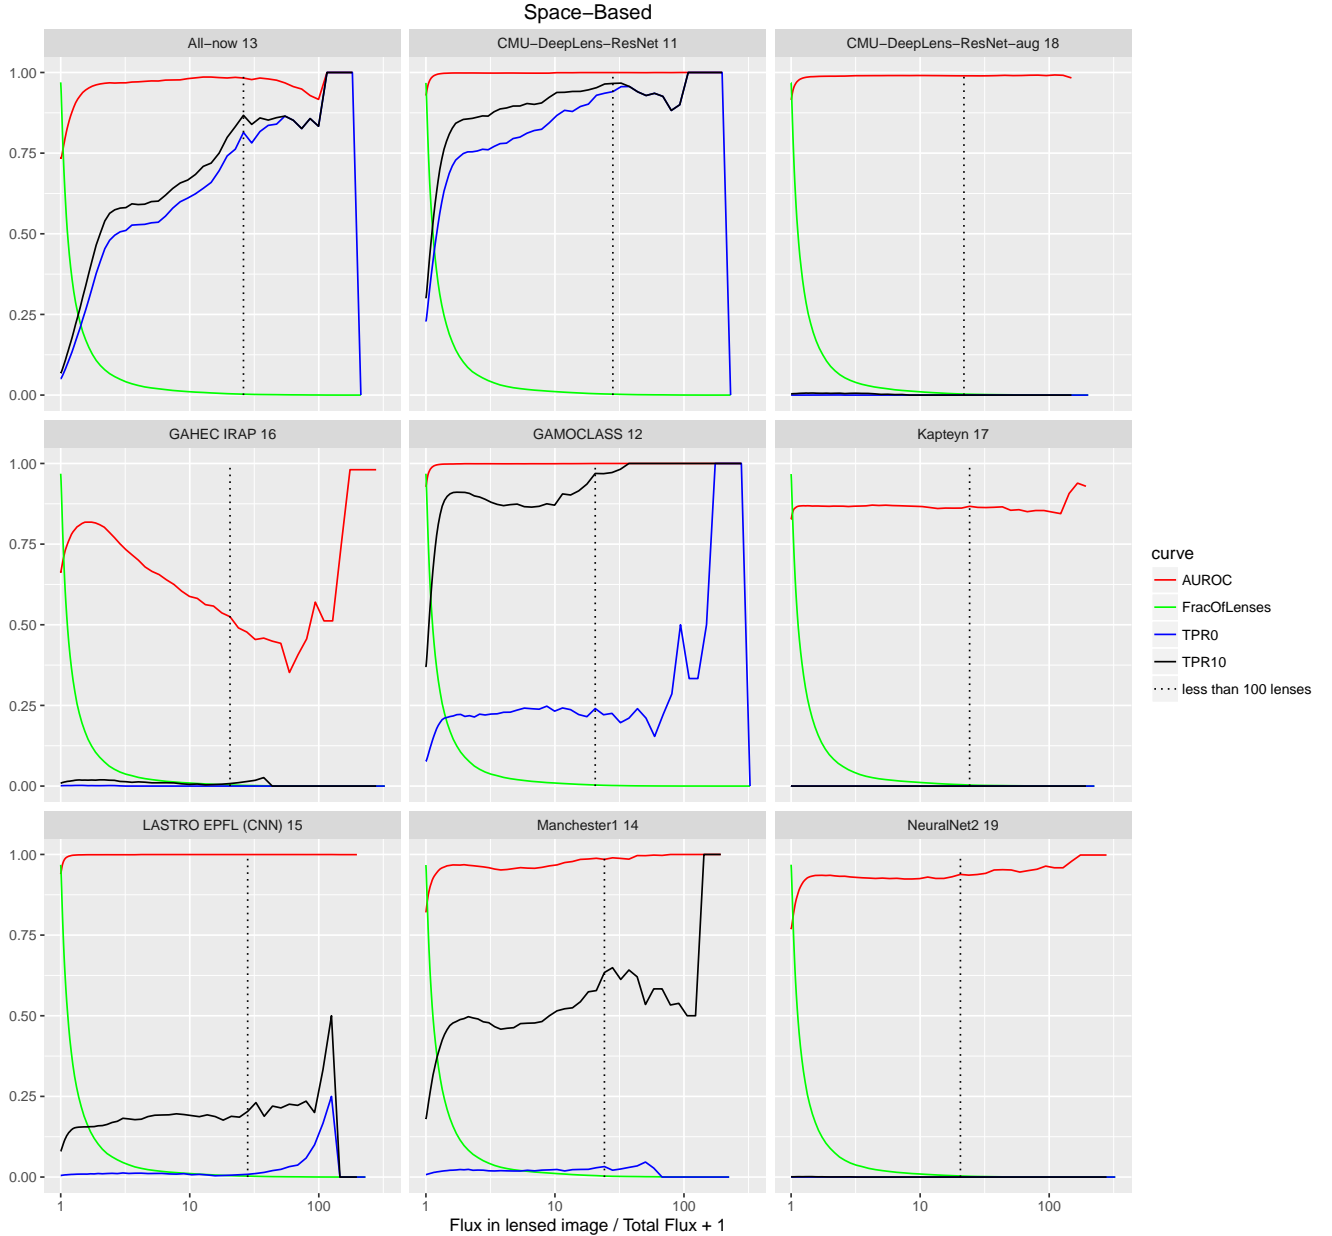 Space−Based
All−now 13
CMU−DeepLens−ResNet 11
CMU−DeepLens−ResNet−aug 18
1.00
0.75
0.50
0.25
0.00
GAHEC IRAP 16
GAMOCLASS 12
Kapteyn 17
1.00
0.75
0.50
0.25
0.00
LASTRO EPFL (CNN) 15
Manchester1 14
NeuralNet2 19
1.00
0.75
0.50
0.25
0.00
1 10 100
1 10 100
1 10 100
Flux in lensed image / Total Flux + 1
curve
AUROC
FracOfLenses
TPR0
TPR10
less than 100 lenses